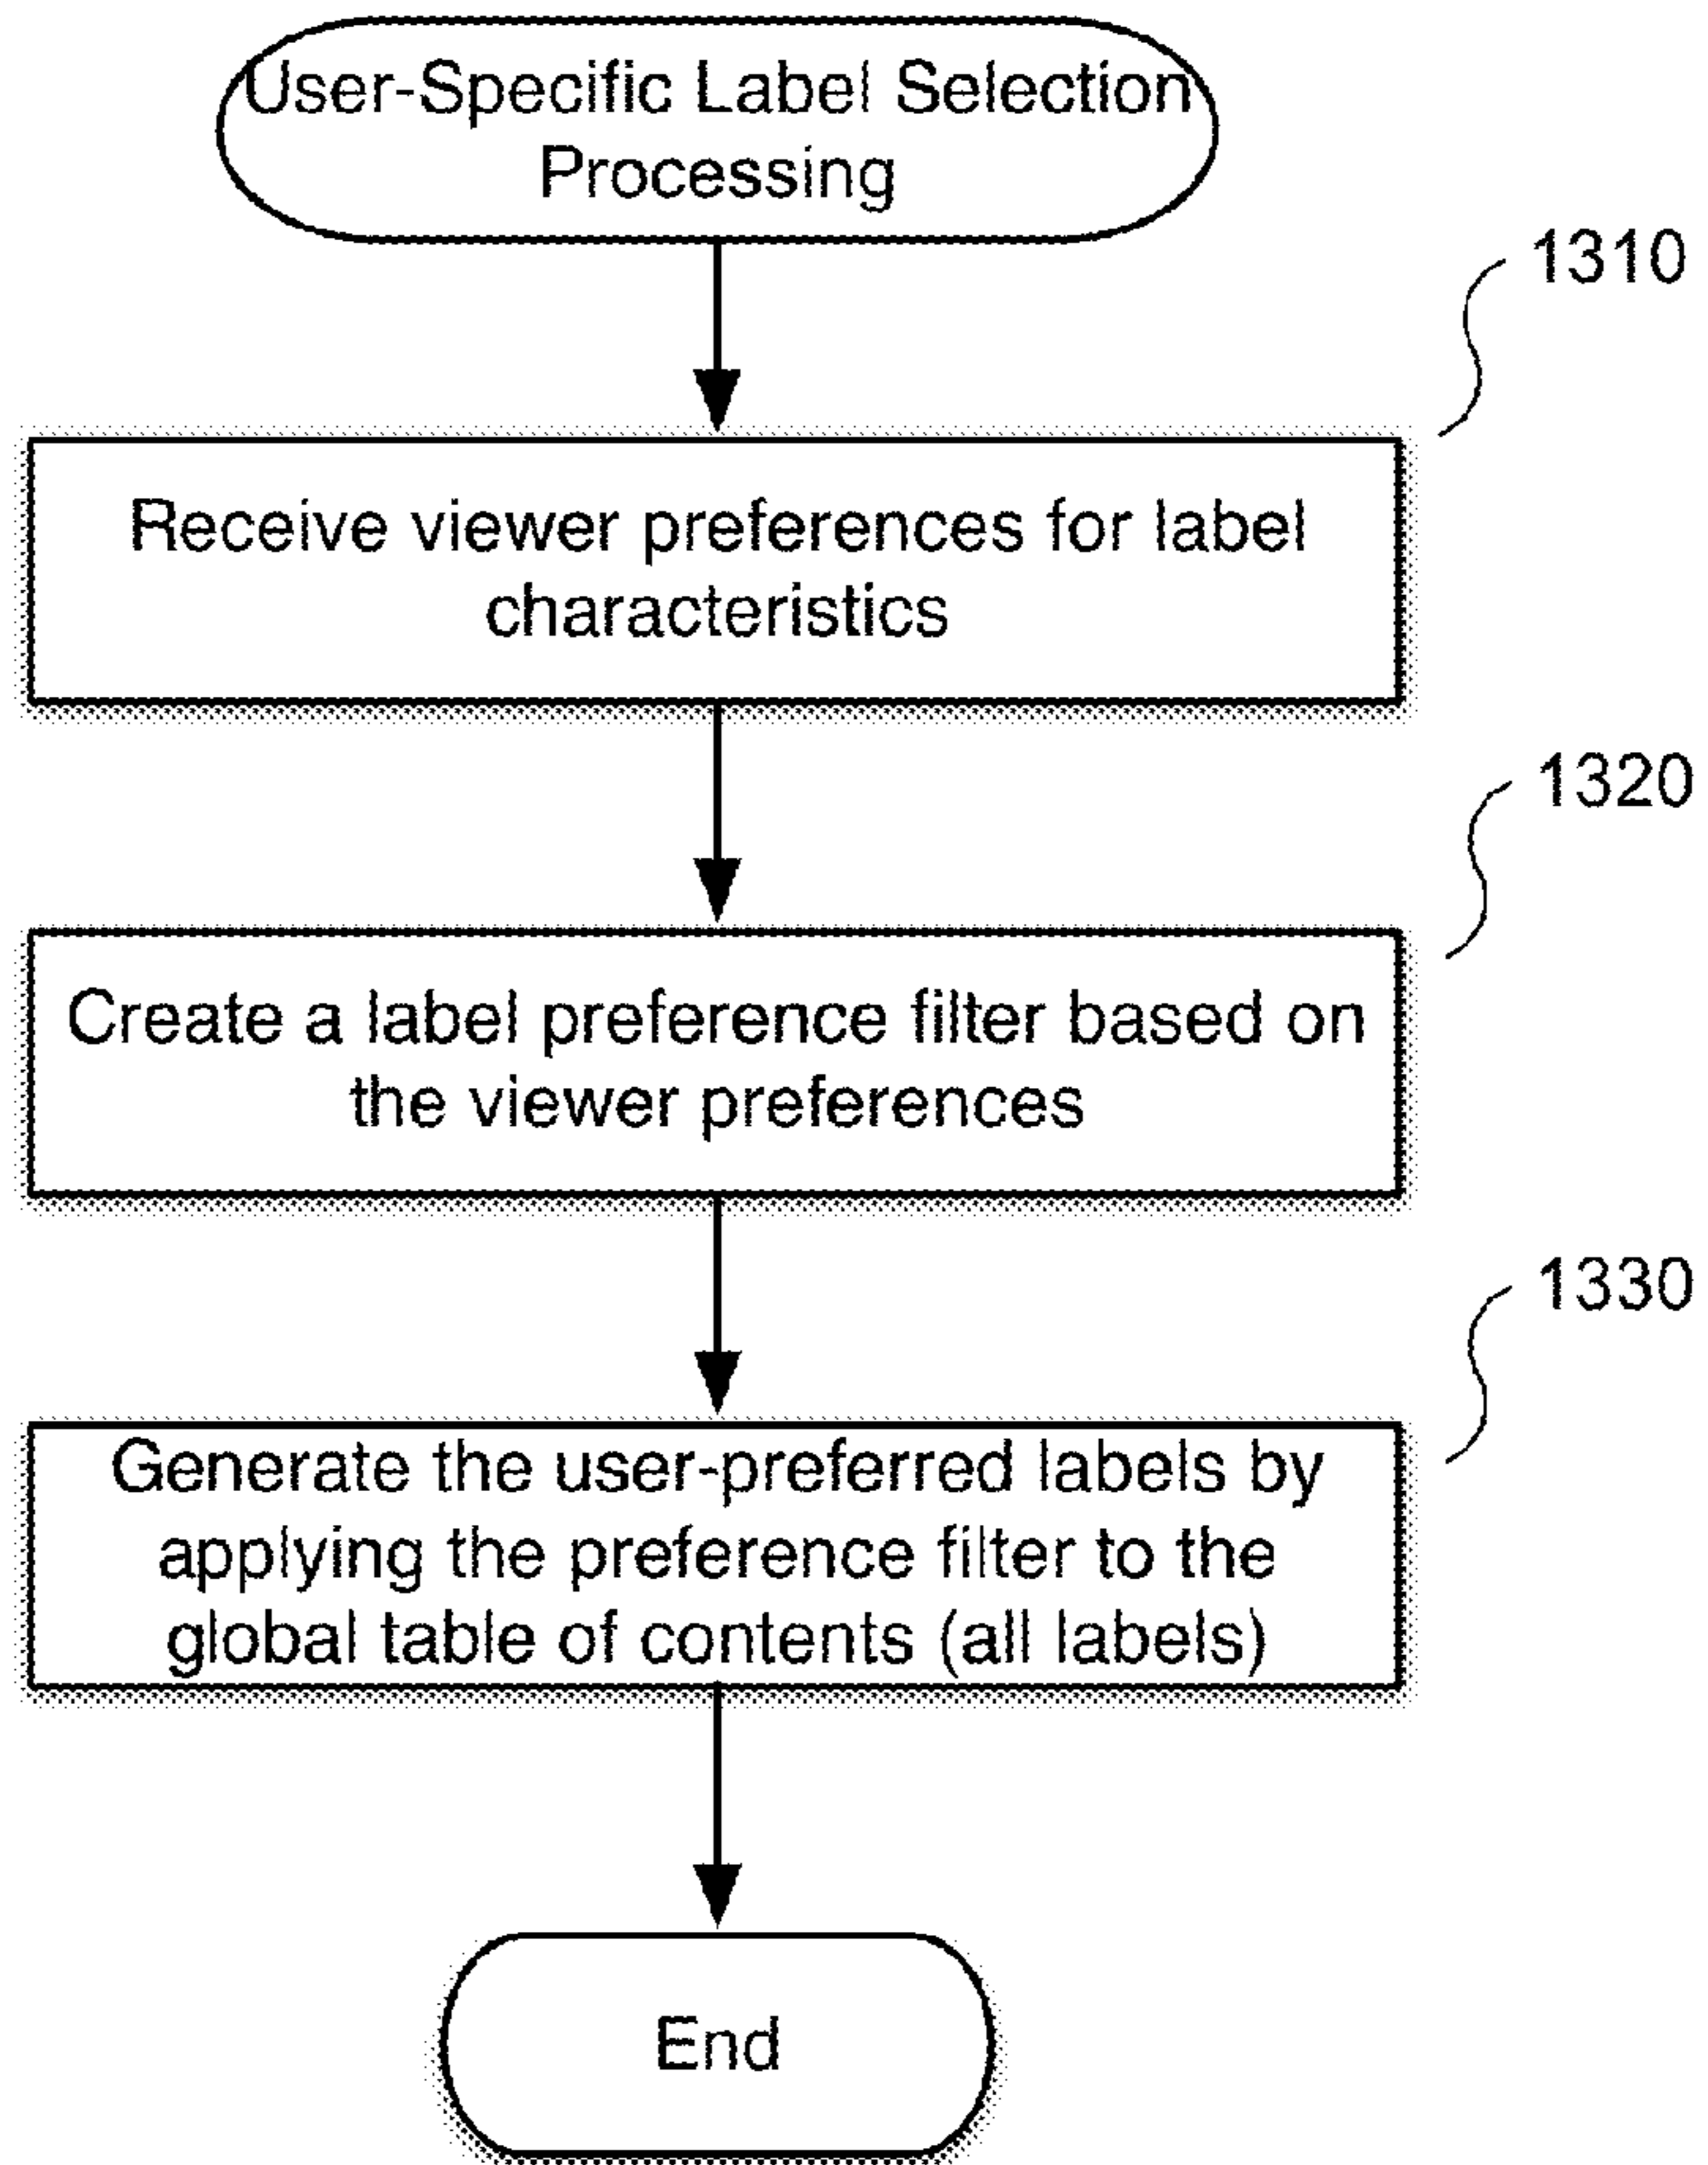 User-Specific Label Selection
Processing
1310
Receive viewer preferences for label
characteristics
1320
Create a label preference filter based on
the viewer preferences
1330
Generate the user-preferred labels by
applying the preference filter to the
global table of contents (all labels)
End